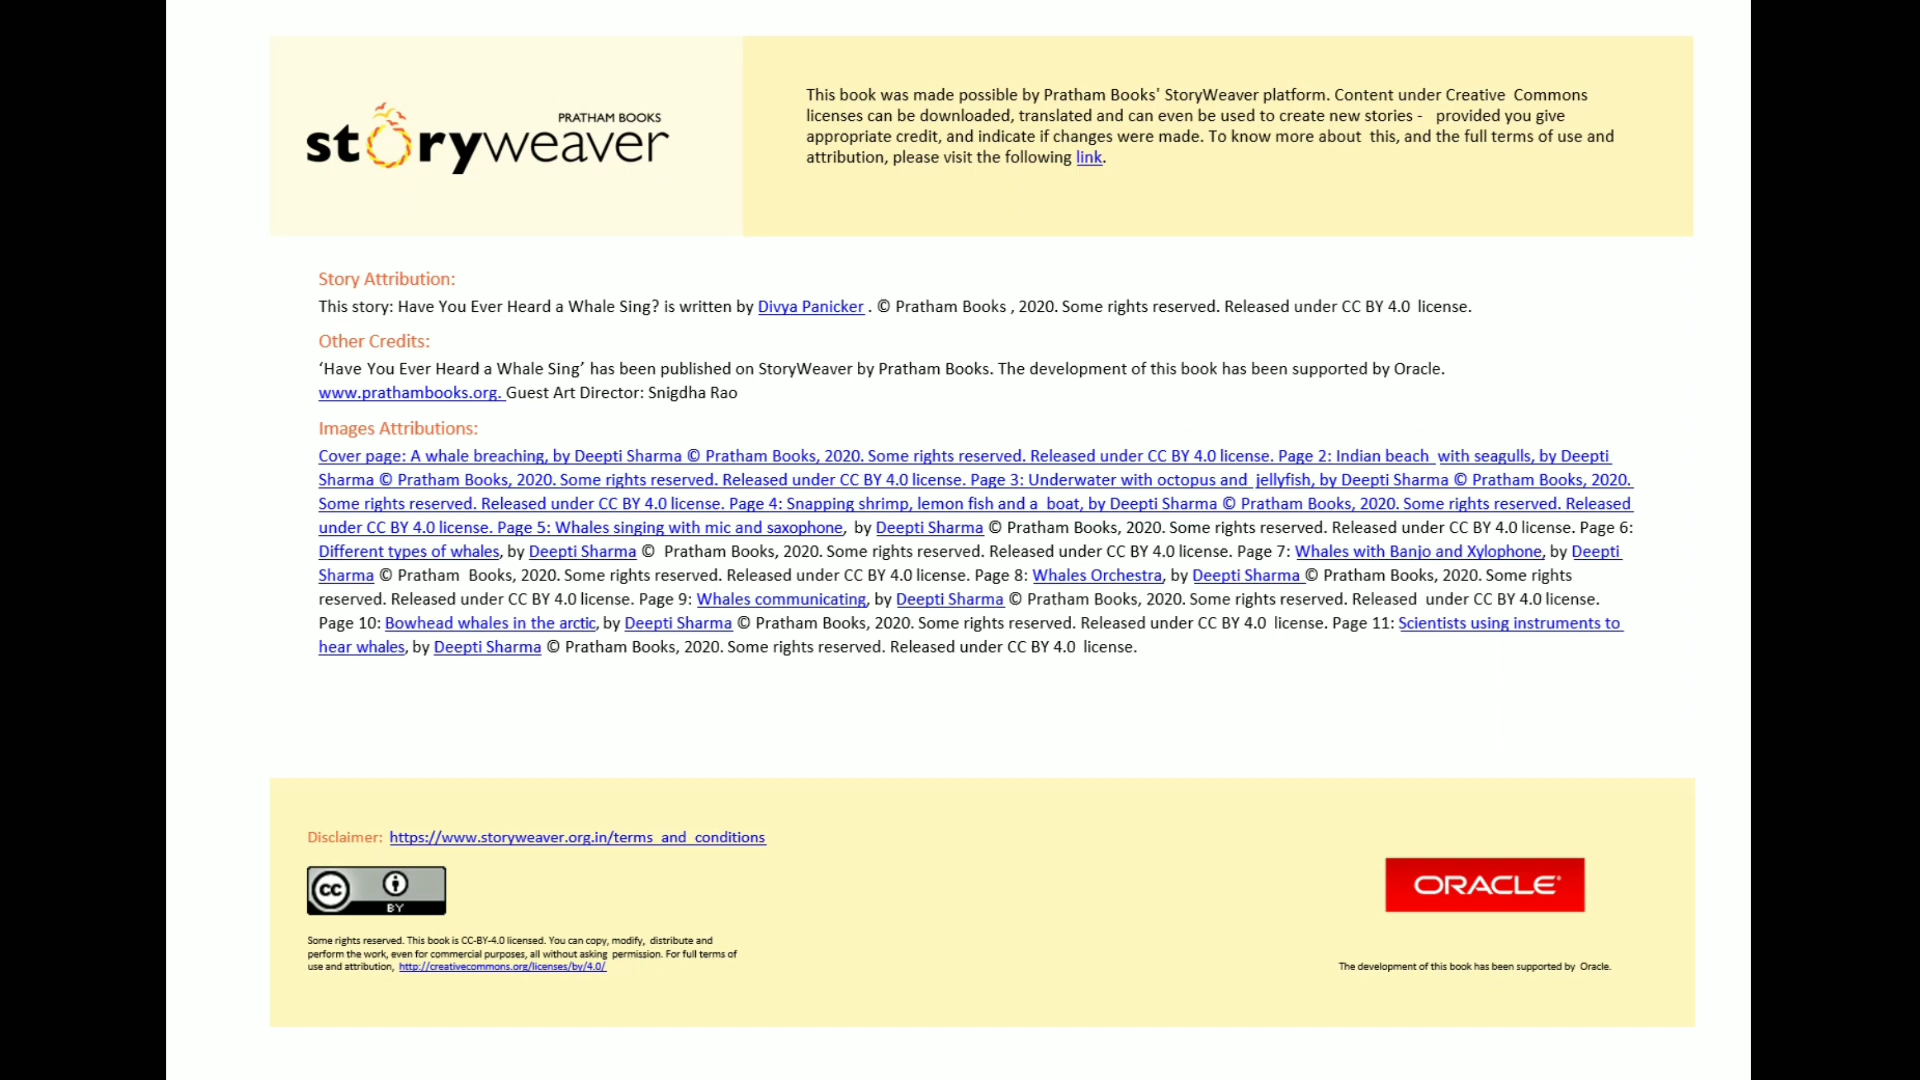 PRATHAM BOOKS
storyweaver
This book was made possible by Pratham Books' StoryWeaver platform. Content under Creative Commons
licenses can be downloaded, translated and can even be used to create new stories - provided you give
appropriate credit, and indicate if changes were made. To know more about this, and the full terms of use and
attribution, please visit the following link.
Story Attribution:
This story: Have You Ever Heard a Whale Sing? is written by Divya Panicker . © Pratham Books , 2020. Some rights reserved. Released under CC BY 4.0 license.
Other Credits:
‘Have You Ever Heard a Whale Sing’ has been published on StoryWeaver by Pratham Books. The development of this book has been supported by Oracle.
www.prathambooks.org. Guest Art Director: Snigdha Rao
Images Attributions:
Cover page: A whale breaching, by Deepti Sharma © Pratham Books, 2020. Some rights reserved. Released under CC BY 4.0 license. Page 2: Indian beach with seagulls, by Deepti
Sharma © Pratham Books, 2020. Some rights reserved. Released under CC BY 4.0 license. Page 3: Underwater with octopus and jellyfish, by Deepti Sharma © Pratham Books, 2020.
Some rights reserved. Released under CC BY 4.0 license. Page 4: Snapping shrimp, lemon fish and a boat, by Deepti Sharma © Pratham Books, 2020. Some rights reserved. Released
under CC BY 4.0 license. Page 5: Whales singing with mic and saxophone, by Deepti Sharma © Pratham Books, 2020. Some rights reserved. Released under CC BY 4.0 license. Page 6:
Different types of whales, by Deepti Sharma © Pratham Books, 2020. Some rights reserved. Released under CC BY 4.0 license. Page 7: Whales with Banjo and Xylophone, by Deepti
Sharma © Pratham Books, 2020. Some rights reserved. Released under CC BY 4.0 license. Page 8: Whales Orchestra, by Deepti Sharma © Pratham Books, 2020. Some rights
reserved. Released under CC BY 4.0 license. Page 9: Whales communicating, by Deepti Sharma © Pratham Books, 2020. Some rights reserved. Released under CC BY 4.0 license.
Page 10: Bowhead whales in the arctic, by Deepti Sharma © Pratham Books, 2020. Some rights reserved. Released under CC BY 4.0 license. Page 11: Scientists using instruments to
hear whales, by Deepti Sharma © Pratham Books, 2020. Some rights reserved. Released under CC BY 4.0 license.
Disclaimer: https://www.storyweaver.org.in/terms_and_conditions
cc BY
ORACLE®
Some rights reserved. This book is CC-BY-4.0 licensed. You can copy, modify, distribute and
perform the work, even for commercial purposes, all without asking permission. For full terms of
use and attribution, http://creativecommons.org/licenses/by/4.0/
The development of this book has been supported by Oracle.